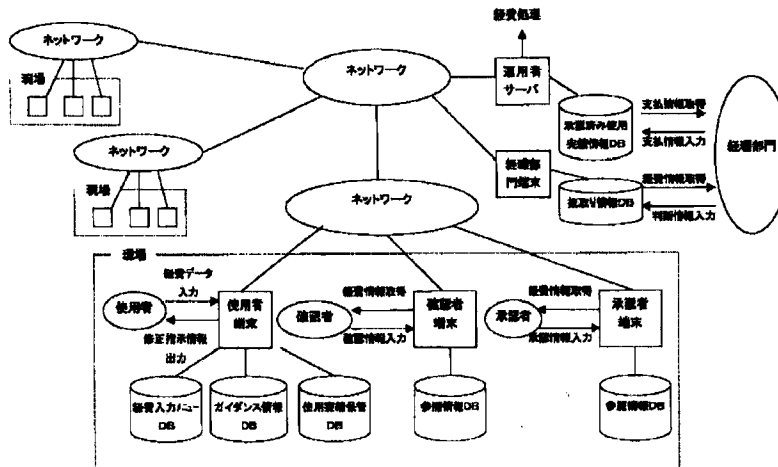 経費処理
ネットワーク
現場
ネットワーク
運用者
サーバ
承認済み使用
実績情報DB
支払情報取得
支払情報入力
経理部門
ネットワーク
現場
経理部
門端末
経費情報取得
判断情報入力
ネットワーク
現場
経費データ
入力
使用者
使用者
端末
修正指示情報
出力
経費情報取得
確認者
確認者
端末
確認情報入力
経費情報取得
承認者
承認者
端末
承認情報入力
経費入力メニュー
DB
ガイダンス情報
DB
使用実績保管
DB
参照情報DB
参照情報DB